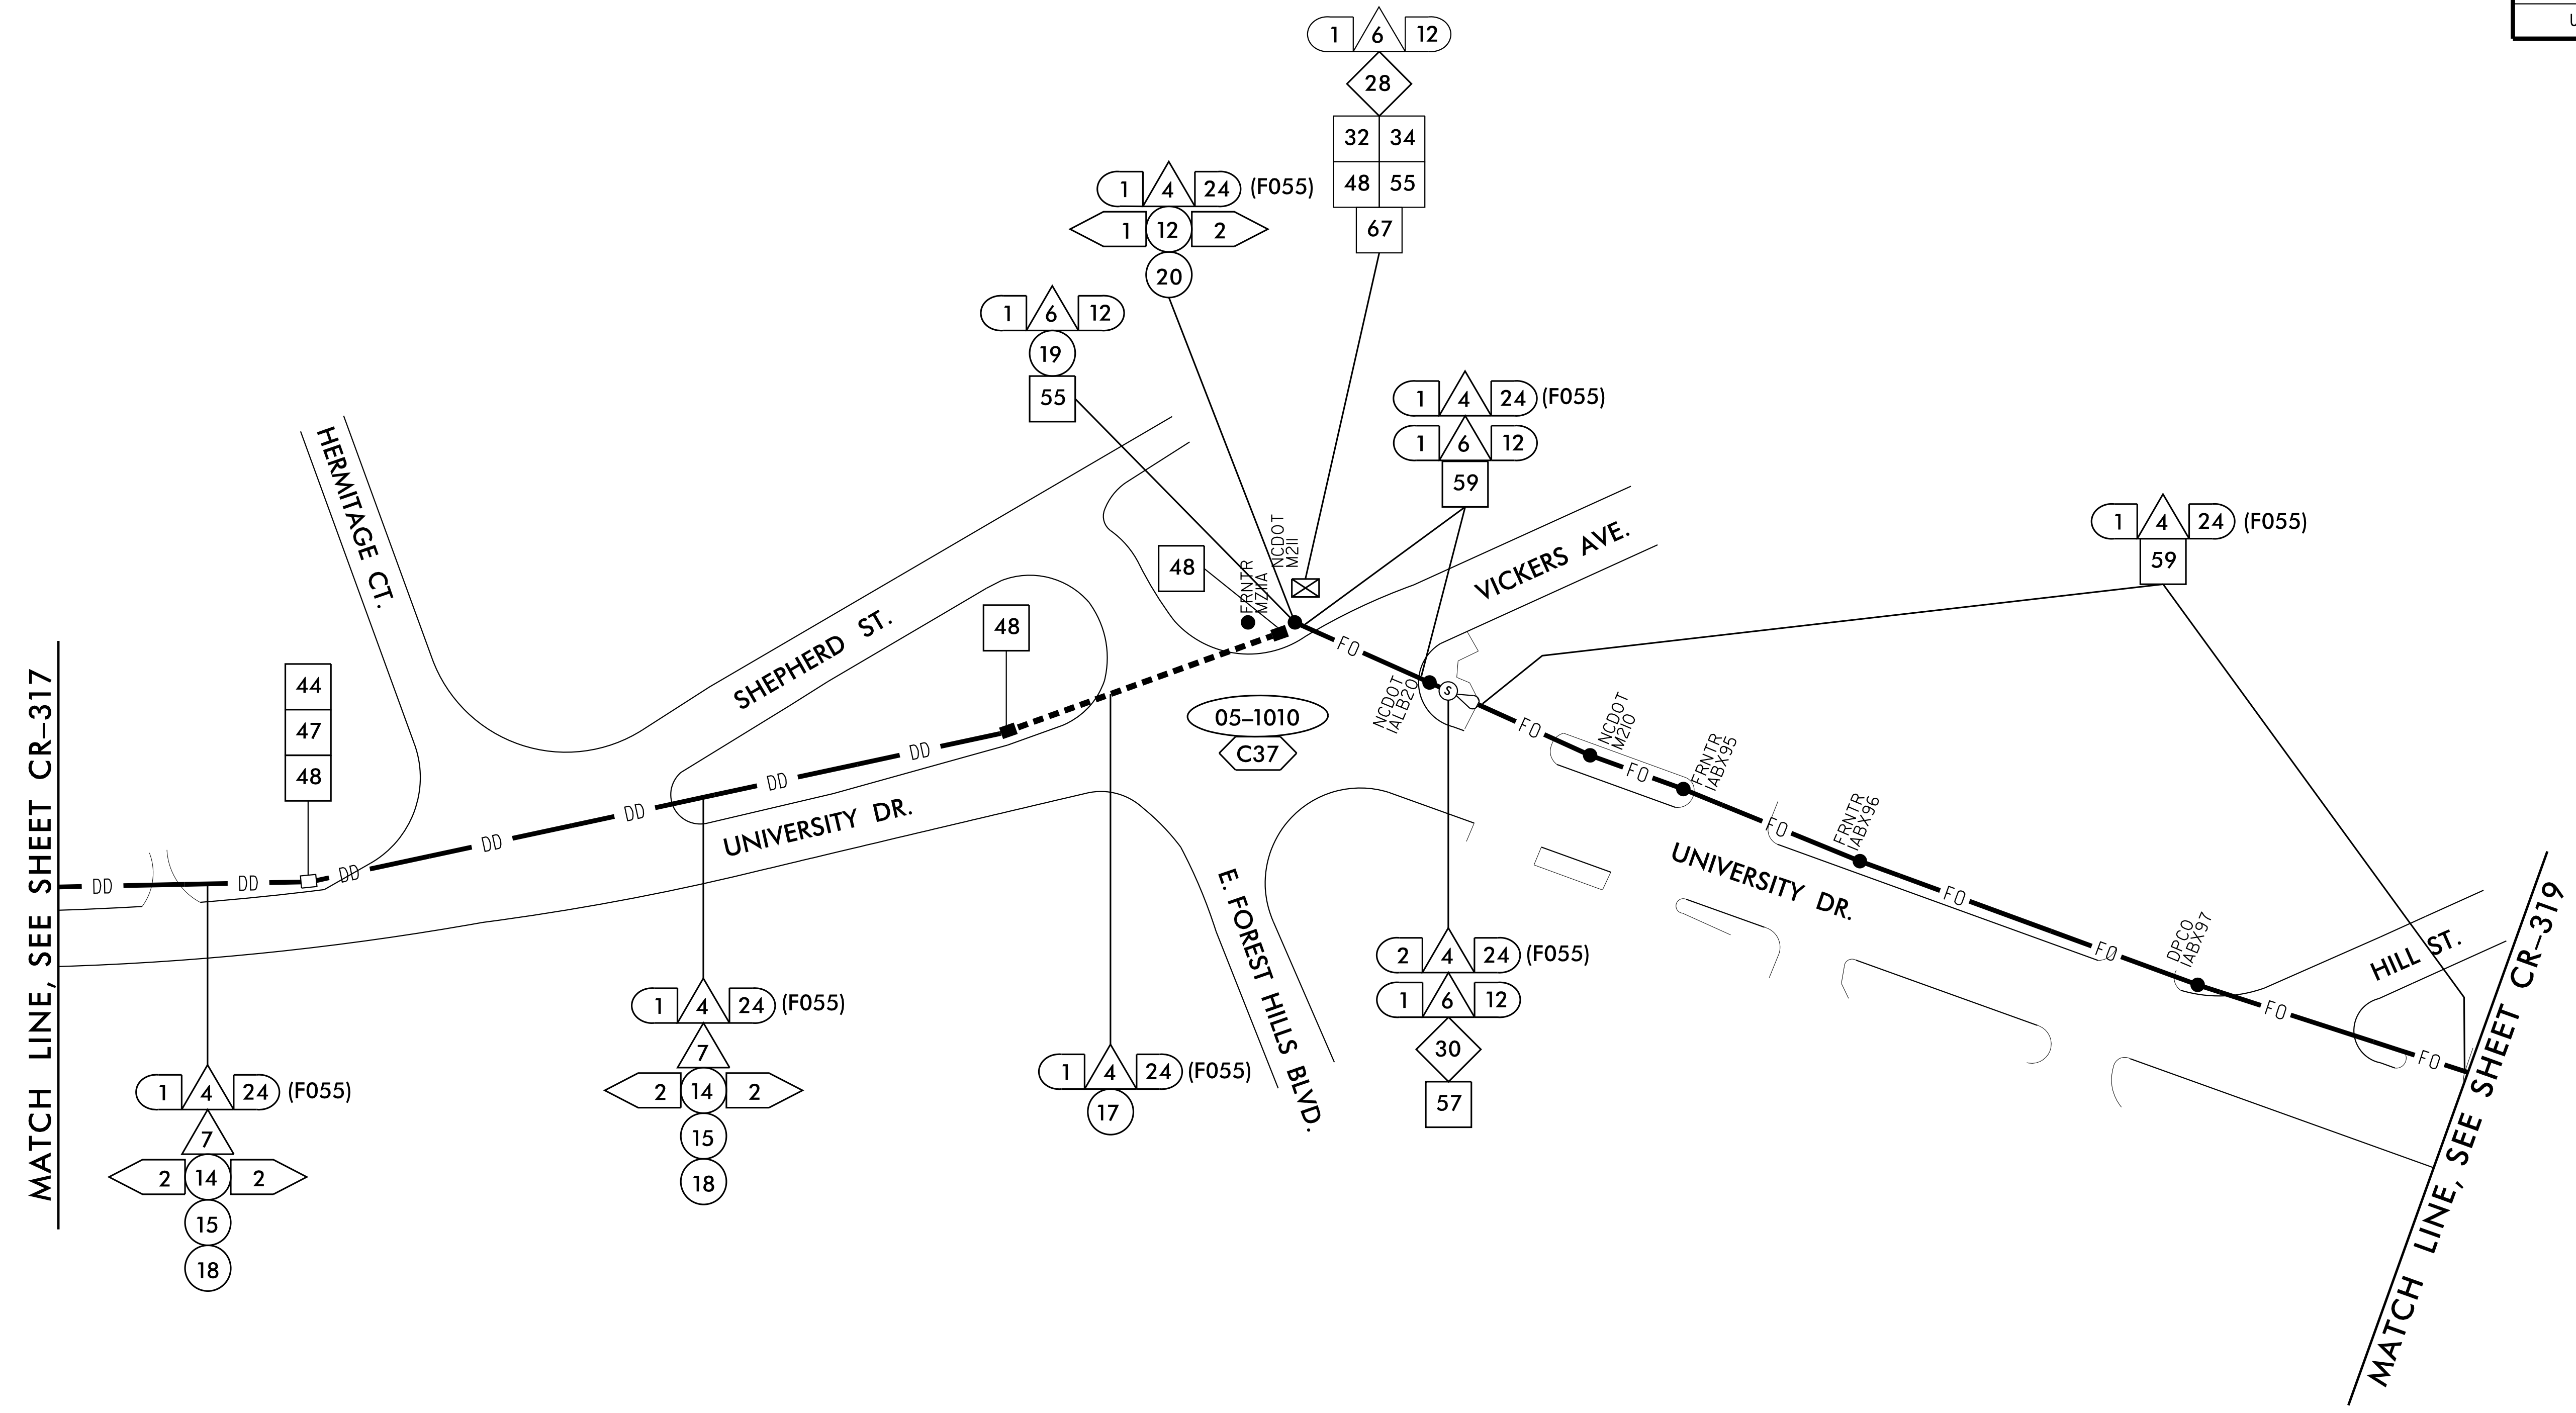 U
1 6 12
28
32 34
48 55
67
1 4 24 (F055)
1 12 2
20
1 6 12
19
55
1 4 24 (F055)
1 6 12
59
1 4 24 (F055)
59
HERMITAGE CT.
SHEPHERD ST.
VICKERS AVE.
48
FRNTR
MZ11A
NCDOT
M211
48
44
47
48
FO
NCDOT
1ALB20
S
05-1010
C37
FO
NCDOT
M210
FO
FRNTR
1ABX95
FO
FRNTR
1ABX96
FO
FO
DPCO
1ABX97
FO
FO
HILL ST.
DD
DD
DD
DD
DD
DD
DD
UNIVERSITY DR.
UNIVERSITY DR.
E. FOREST HILLS BLVD.
MATCH LINE, SEE SHEET CR-317
MATCH LINE, SEE SHEET CR-319
1 4 24 (F055)
7
2 14 2
15
18
1 4 24 (F055)
7
2 14 2
15
18
1 4 24 (F055)
17
2 4 24 (F055)
1 6 12
30
57